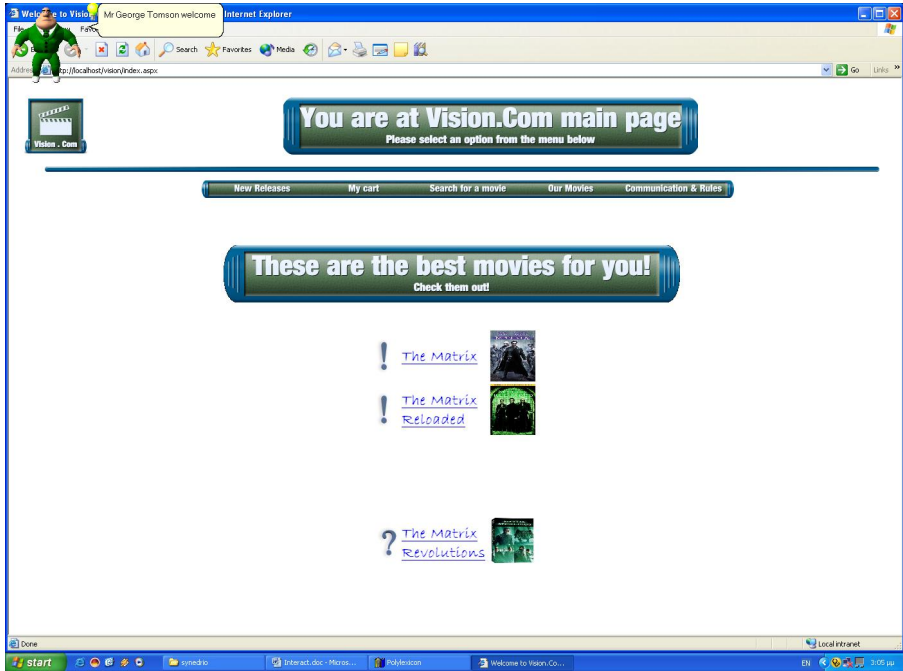 Welcome to Vision
Internet Explorer
Mr George Tomson welcome
Search
Favorites
Media
Address
http://localhost/vision/index.aspx
Go
Links
Vision . Com
You are at Vision.Com main page
Please select an option from the menu below
New Releases
My cart
Search for a movie
Our Movies
Communication & Rules
These are the best movies for you!
Check them out!
! The Matrix
! The Matrix
Reloaded
? The Matrix
Revolutions
Done
Local intranet
start
synedrio
Interact.doc - Micros...
Polylexicon
Welcome to Vision.Co...
EN
3:05 μμ